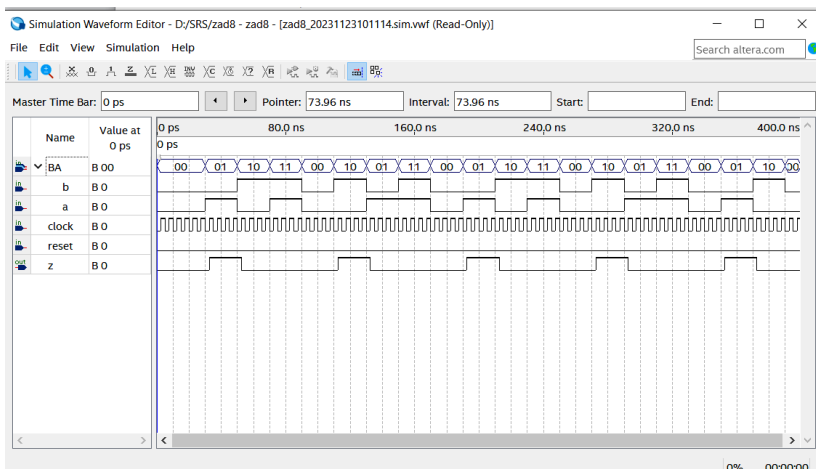 Simulation Waveform Editor - D:/SRS/zad8 - zad8 - [zad8_20231123101114.sim.vwf (Read-Only)]
File Edit View Simulation Help
Search altera.com
Master Time Bar: 0 ps Pointer: 73.96 ns Interval: 73.96 ns Start: End:
Name Value at 0 ps
0 ps 80.0 ns 160.0 ns 240.0 ns 320.0 ns 400.0 ns
0 ps
BA B 00 00 01 10 11 00 10 01 11 00 01 10 11 00 10 01 11 00 01 10 00
b B 0
a B 0
clock B 0
reset B 0
z B 0
0% 00:00:00